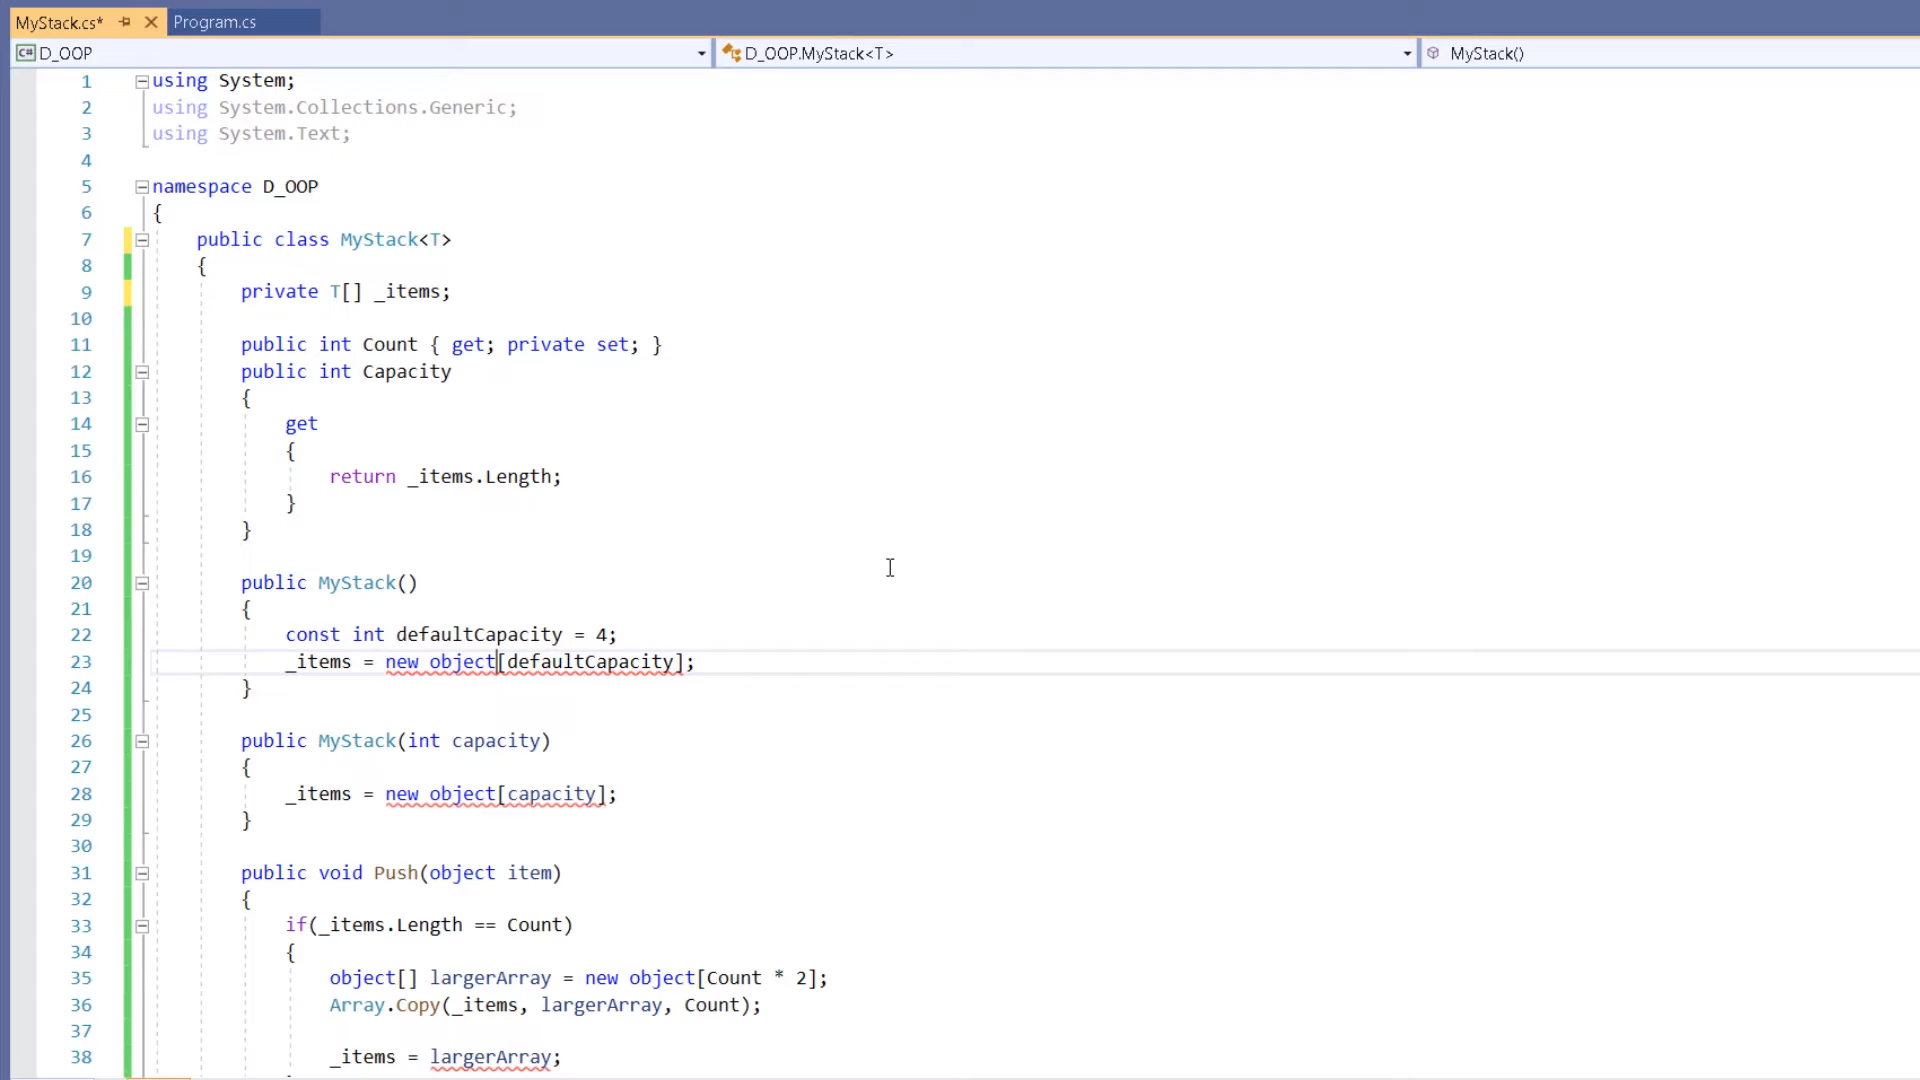 MyStack.cs* Program.cs
C# D_OOP D_OOP.MyStack<T> MyStack()
1 using System;
2 using System.Collections.Generic;
3 using System.Text;
4
5 namespace D_OOP
6 {
7 public class MyStack<T>
8 {
9 private T[] _items;
10
11 public int Count { get; private set; }
12 public int Capacity
13 {
14 get
15 {
16 return _items.Length;
17 }
18 }
19
20 public MyStack()
21 {
22 const int defaultCapacity = 4;
23 _items = new object[defaultCapacity];
24 }
25
26 public MyStack(int capacity)
27 {
28 _items = new object[capacity];
29 }
30
31 public void Push(object item)
32 {
33 if(_items.Length == Count)
34 {
35 object[] largerArray = new object[Count * 2];
36 Array.Copy(_items, largerArray, Count);
37
38 _items = largerArray;